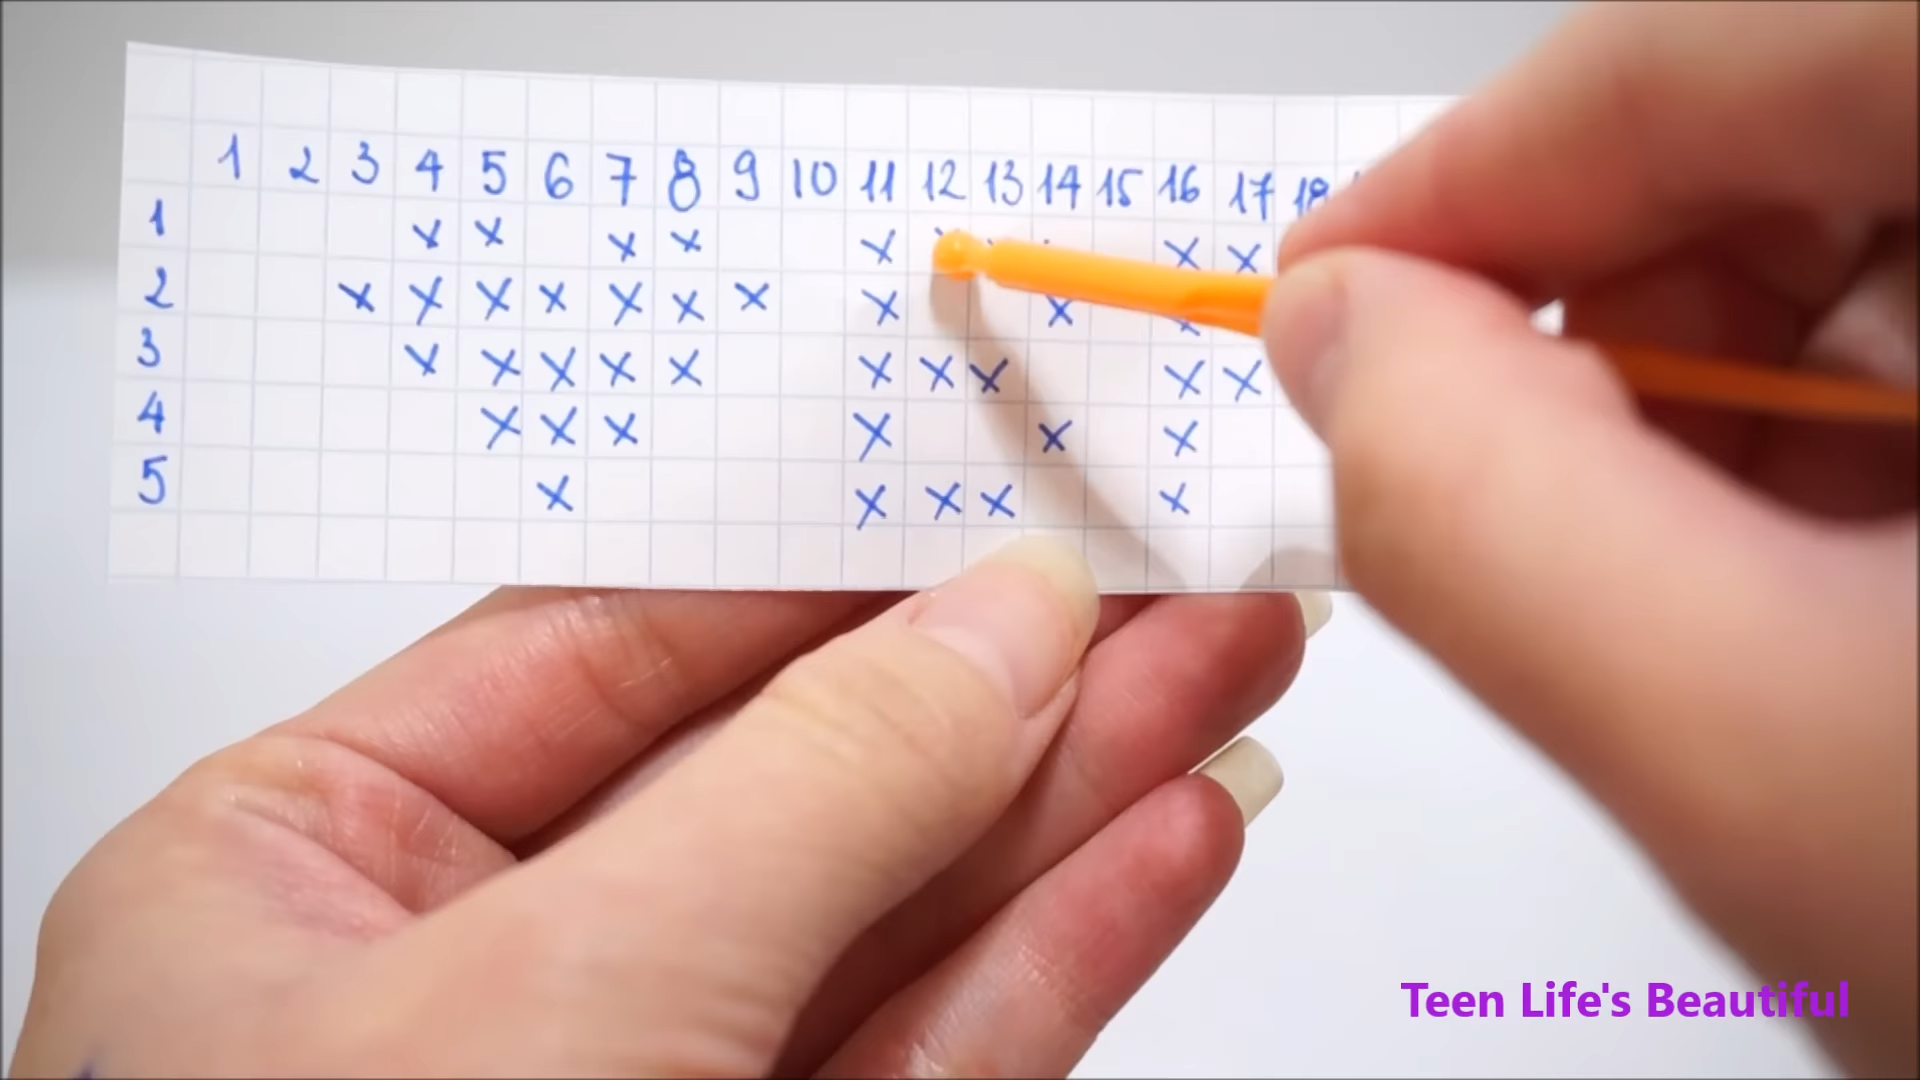 1 2 3 4 5 6 7 8 9 10 11 12 13 14 15 16 17 18
1 x x x x x x x
2 x x x x x x x x x
3 x x x x x x x x x x
4 x x x x x x
5 x x x x x
Teen Life's Beautiful